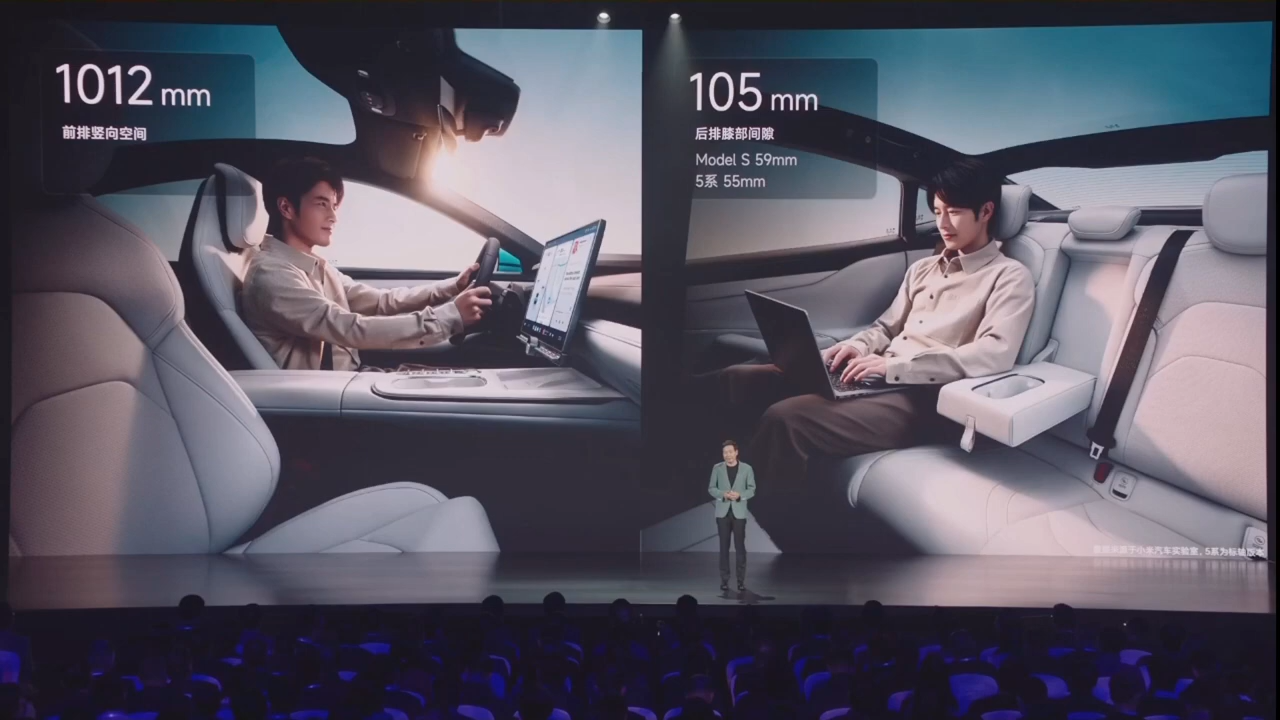 1012 mm
前排竖向空间
105 mm
后排膝部间隙
Model S 59mm
5系 55mm
数据来源于小米汽车实验室，5系为标轴版本